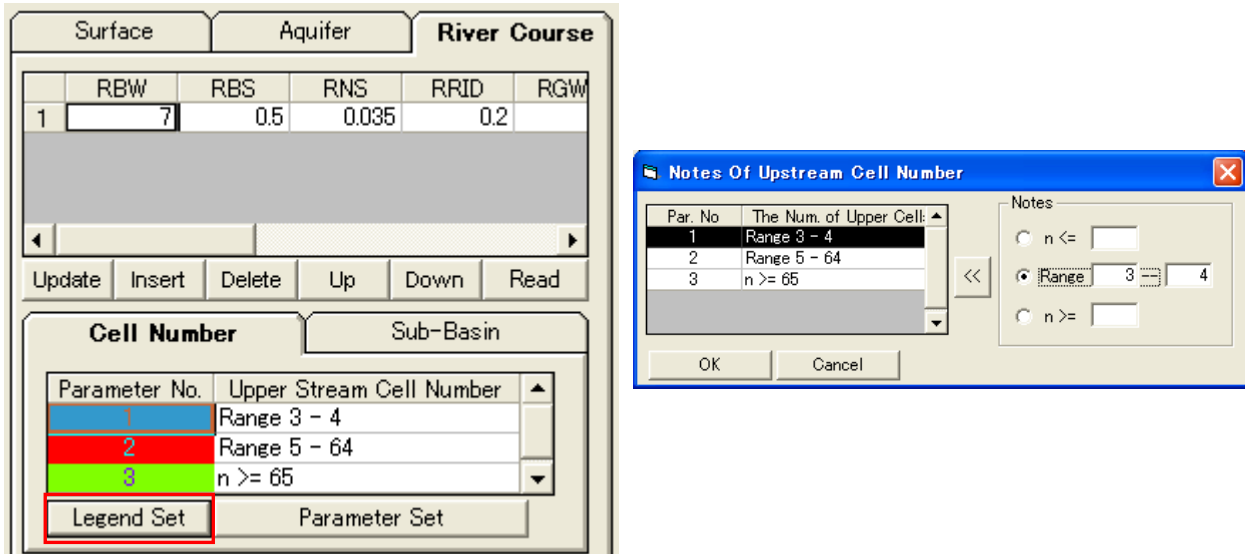 Surface Aquifer River Course
RBW RBS RNS RRID RGW
1 7 0.5 0.035 0.2
Update Insert Delete Up Down Read
Cell Number Sub-Basin
Parameter No. Upper Stream Cell Number
1 Range 3 - 4
2 Range 5 - 64
3 n >= 65
Legend Set Parameter Set
Notes Of Upstream Cell Number
Par. No The Num. of Upper Cell
1 Range 3 - 4
2 Range 5 - 64
3 n >= 65
<<
OK Cancel
Notes
n <=
Range 3 -- 4
n >=